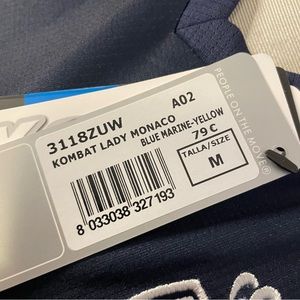 3118ZUW
A02
KOMBAT LADY MONACO
BLUE MARINE-YELLOW
79 C
TALLA/SIZE
M
8 033038 327193
PEOPLE ON THE MOVE®